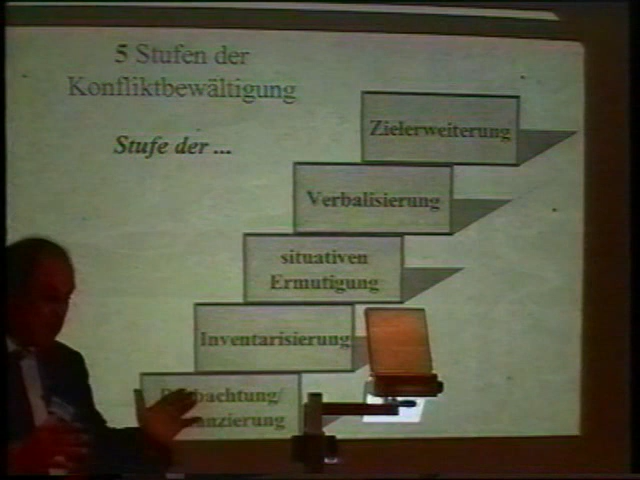 5 Stufen der
Konfliktbewältigung
Stufe der ...
Zielerweiterung
Verbalisierung
situativen
Ermutigung
Inventarisierung